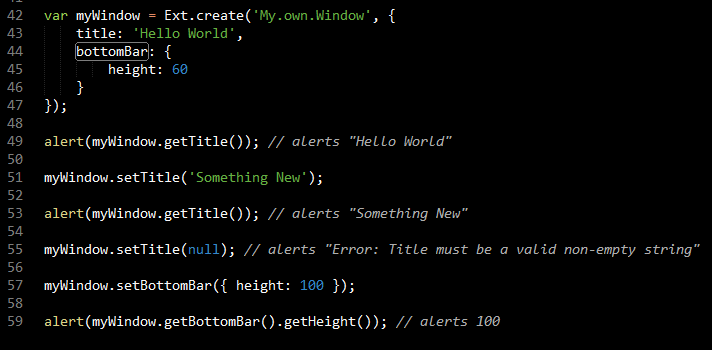 42 var myWindow = Ext.create('My.own.Window', {
43     title: 'Hello World',
44     bottomBar: {
45         height: 60
46     }
47 });
48
49 alert(myWindow.getTitle()); // alerts "Hello World"
50
51 myWindow.setTitle('Something New');
52
53 alert(myWindow.getTitle()); // alerts "Something New"
54
55 myWindow.setTitle(null); // alerts "Error: Title must be a valid non-empty string"
56
57 myWindow.setBottomBar({ height: 100 });
58
59 alert(myWindow.getBottomBar().getHeight()); // alerts 100